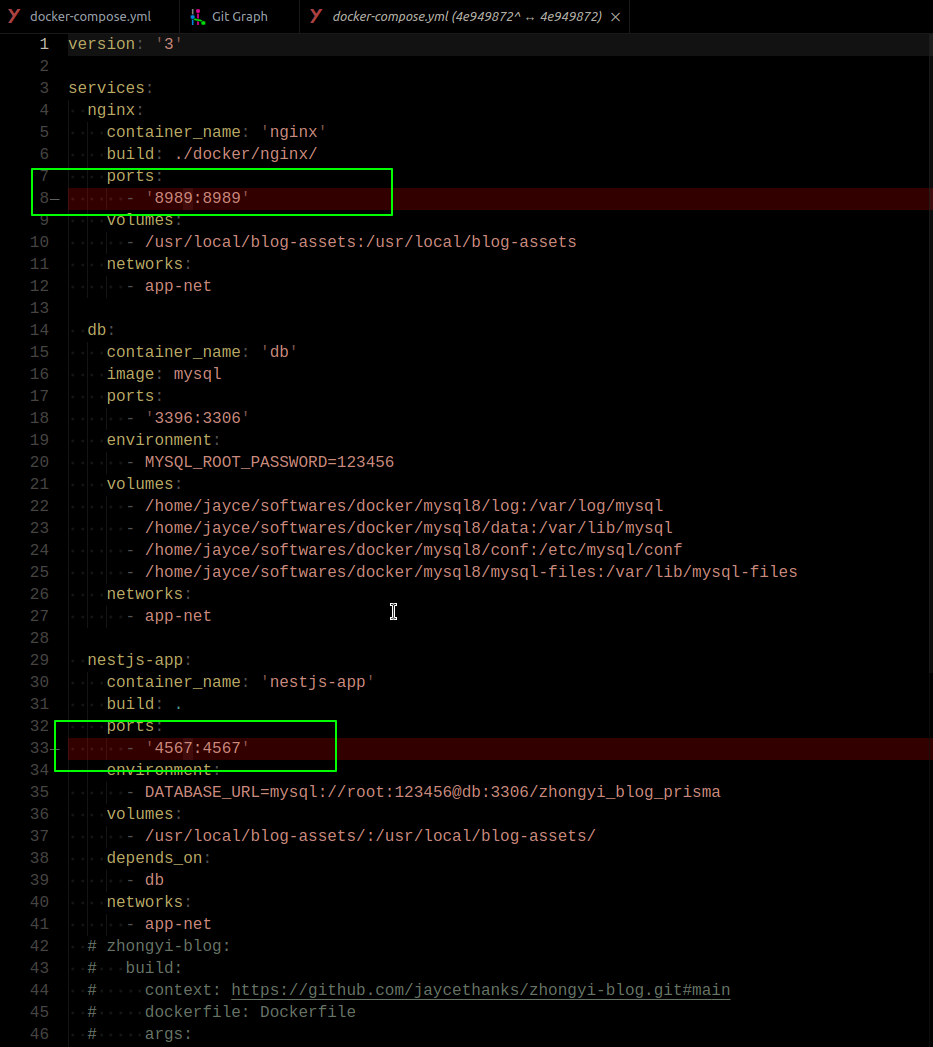 docker-compose.yml Git Graph docker-compose.yml (4e949872^ ↔ 4e949872) ×
1 version: '3'
2
3 services:
4 nginx:
5 container_name: 'nginx'
6 build: ./docker/nginx/
7 ports:
8— - '8989:8989'
9 volumes:
10 - /usr/local/blog-assets:/usr/local/blog-assets
11 networks:
12 - app-net
13
14 db:
15 container_name: 'db'
16 image: mysql
17 ports:
18 - '3396:3306'
19 environment:
20 - MYSQL_ROOT_PASSWORD=123456
21 volumes:
22 - /home/jayce/softwares/docker/mysql8/log:/var/log/mysql
23 - /home/jayce/softwares/docker/mysql8/data:/var/lib/mysql
24 - /home/jayce/softwares/docker/mysql8/conf:/etc/mysql/conf
25 - /home/jayce/softwares/docker/mysql8/mysql-files:/var/lib/mysql-files
26 networks:
27 - app-net
28
29 nestjs-app:
30 container_name: 'nestjs-app'
31 build: .
32 ports:
33— - '4567:4567'
34 environment:
35 - DATABASE_URL=mysql://root:123456@db:3306/zhongyi_blog_prisma
36 volumes:
37 - /usr/local/blog-assets/:/usr/local/blog-assets/
38 depends_on:
39 - db
40 networks:
41 - app-net
42 # zhongyi-blog:
43 # build:
44 # context: https://github.com/jaycethanks/zhongyi-blog.git#main
45 # dockerfile: Dockerfile
46 # args: